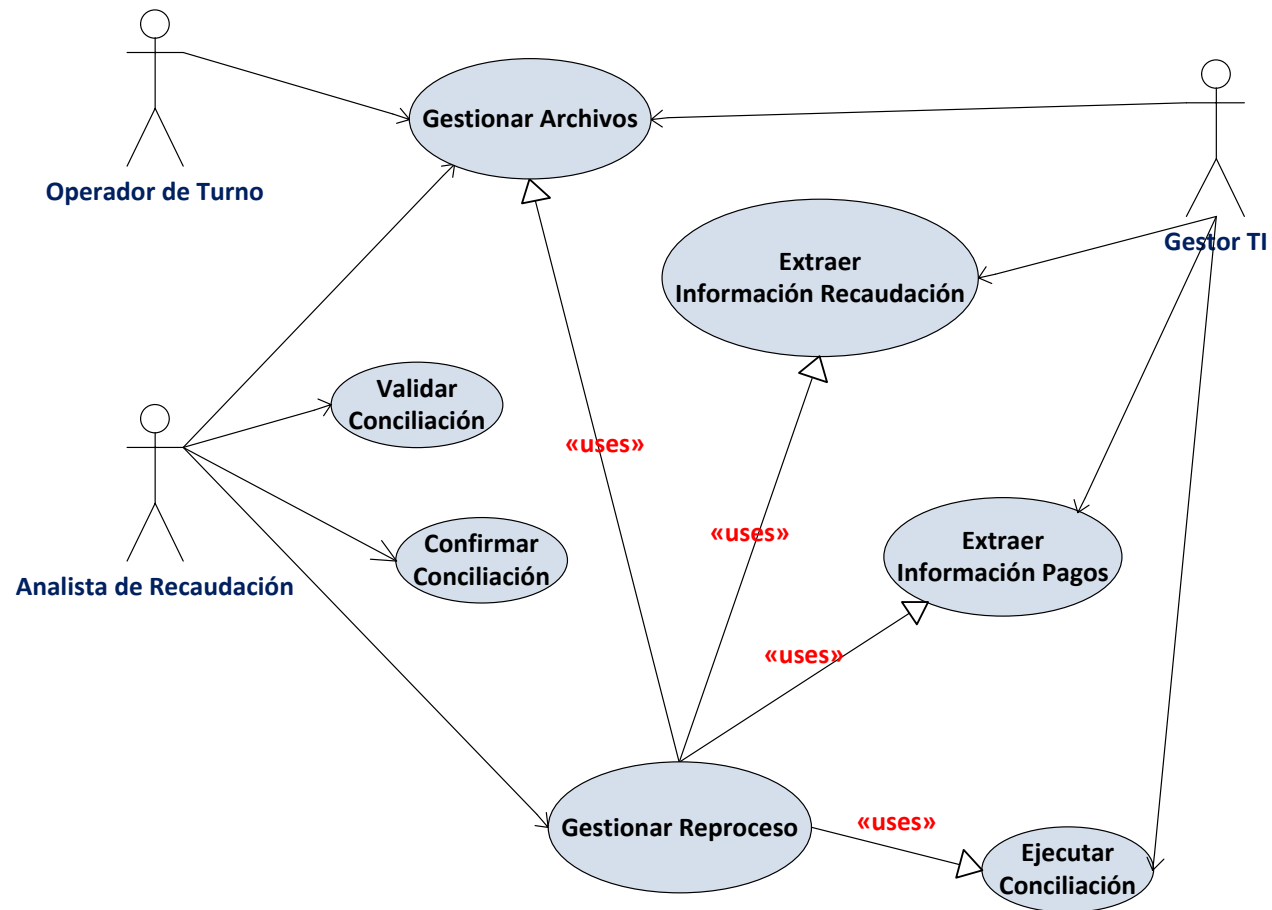 Gestionar Archivos
Operador de Turno
Gestor TI
Extraer
Información Recaudación
Validar
Conciliación
«uses»
«uses»
Confirmar
Conciliación
Extraer
Información Pagos
Analista de Recaudación
«uses»
Gestionar Reproceso
«uses»
Ejecutar
Conciliación